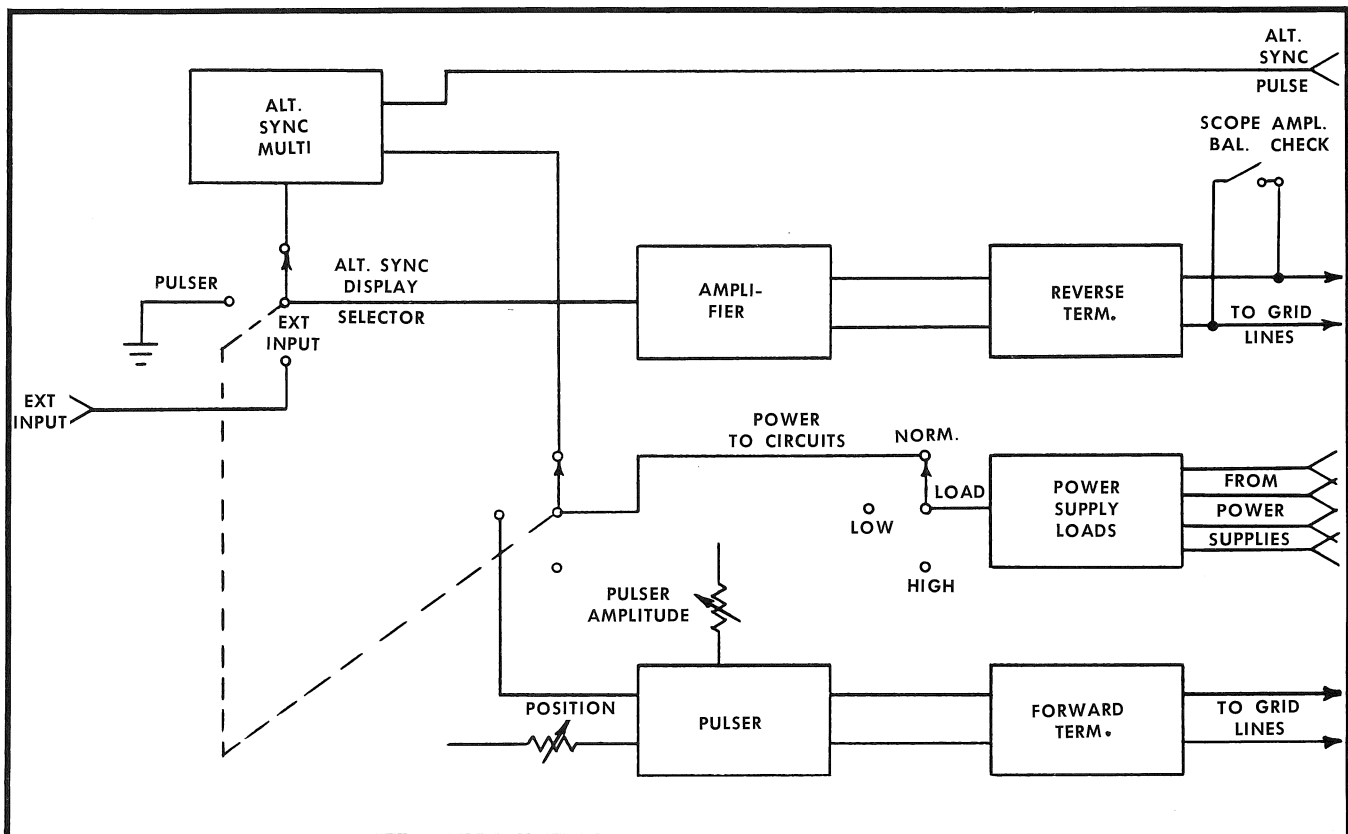 ALT.
SYNC
PULSE
ALT.
SYNC
MULTI
SCOPE AMPL.
BAL. CHECK
PULSER
ALT. SYNC
DISPLAY
SELECTOR
EXT
INPUT
AMPLI-
FIER
REVERSE
TERM.
TO GRID
LINES
EXT
INPUT
POWER
TO CIRCUITS
NORM.
LOAD
LOW
HIGH
POWER
SUPPLY
LOADS
FROM
POWER
SUPPLIES
PULSER
AMPLITUDE
POSITION
PULSER
FORWARD
TERM.
TO GRID
LINES